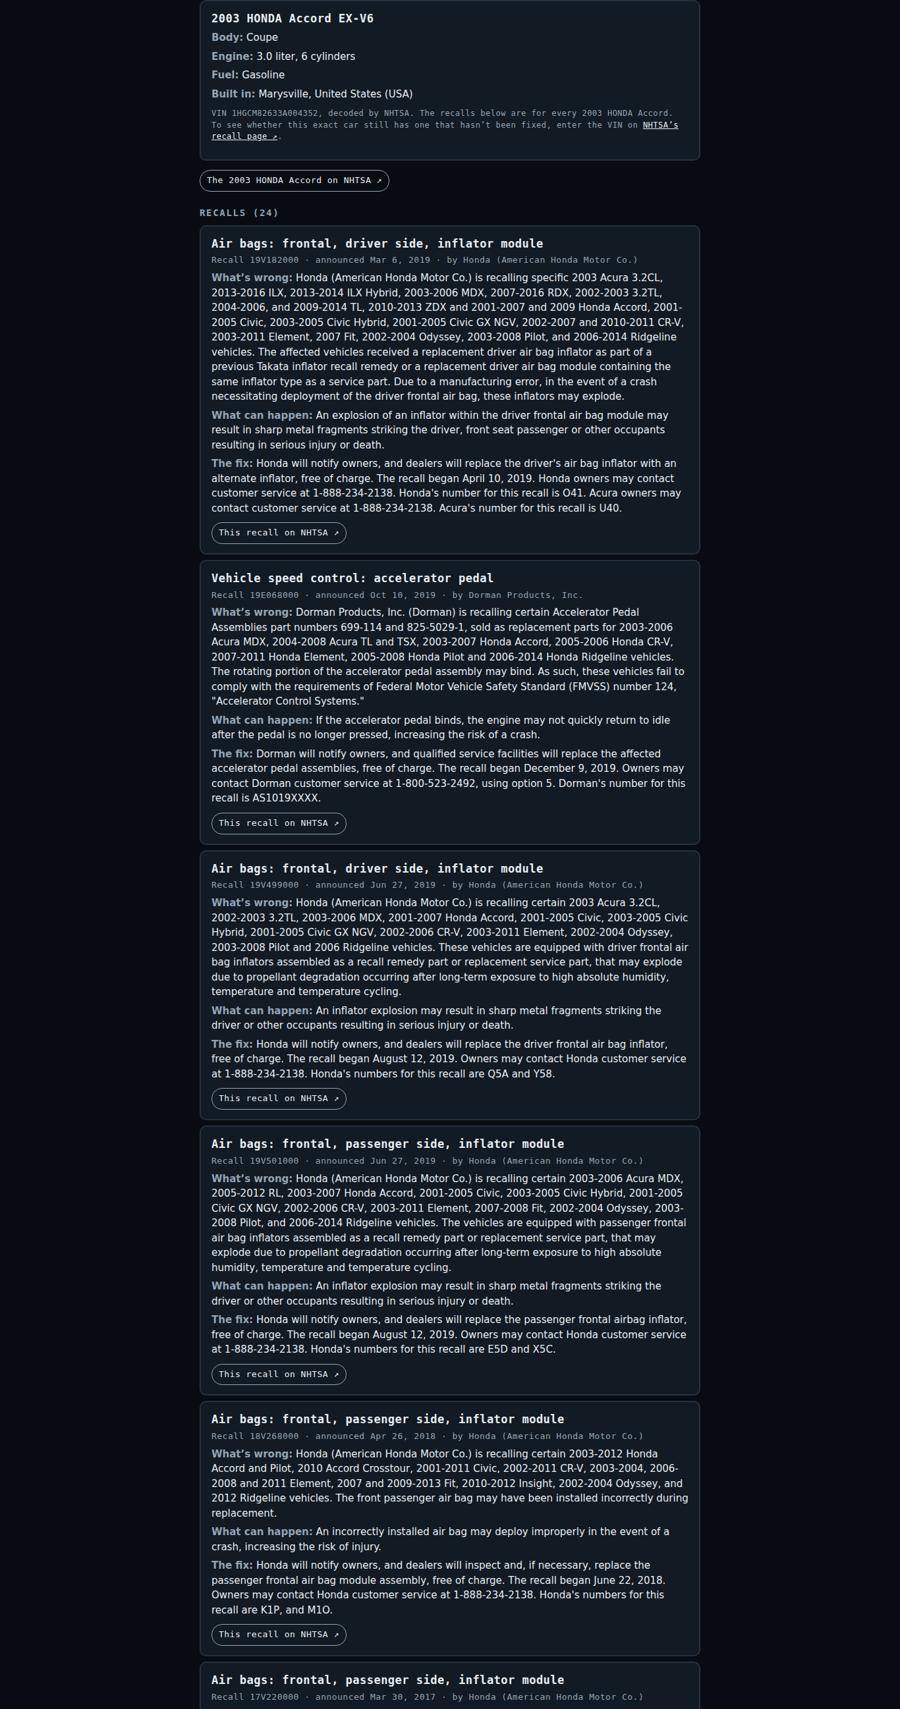 2003 HONDA Accord EX-V6
Body: Coupe
Engine: 3.0 liter, 6 cylinders
Fuel: Gasoline
Built in: Marysville, United States (USA)
VIN 1HGCM82633A004352, decoded by NHTSA. The recalls below are for every 2003 HONDA Accord.
To see whether this exact car still has one that hasn’t been fixed, enter the VIN on NHTSA’s
recall page ↗.
The 2003 HONDA Accord on NHTSA ↗
RECALLS (24)
Air bags: frontal, driver side, inflator module
Recall 19V182000 · announced Mar 6, 2019 · by Honda (American Honda Motor Co.)
What’s wrong: Honda (American Honda Motor Co.) is recalling specific 2003 Acura 3.2CL,
2013-2016 ILX, 2013-2014 ILX Hybrid, 2003-2006 MDX, 2007-2016 RDX, 2002-2003 3.2TL,
2004-2006, and 2009-2014 TL, 2010-2013 ZDX and 2001-2007 and 2009 Honda Accord, 2001-
2005 Civic, 2003-2005 Civic Hybrid, 2001-2005 Civic GX NGV, 2002-2007 and 2010-2011 CR-V,
2003-2011 Element, 2007 Fit, 2002-2004 Odyssey, 2003-2008 Pilot, and 2006-2014 Ridgeline
vehicles. The affected vehicles received a replacement driver air bag inflator as part of a
previous Takata inflator recall remedy or a replacement driver air bag module containing the
same inflator type as a service part. Due to a manufacturing error, in the event of a crash
necessitating deployment of the driver frontal air bag, these inflators may explode.
What can happen: An explosion of an inflator within the driver frontal air bag module may
result in sharp metal fragments striking the driver, front seat passenger or other occupants
resulting in serious injury or death.
The fix: Honda will notify owners, and dealers will replace the driver's air bag inflator with an
alternate inflator, free of charge. The recall began April 10, 2019. Honda owners may contact
customer service at 1-888-234-2138. Honda's number for this recall is O41. Acura owners may
contact customer service at 1-888-234-2138. Acura's number for this recall is U40.
This recall on NHTSA ↗
Vehicle speed control: accelerator pedal
Recall 19E068000 · announced Oct 10, 2019 · by Dorman Products, Inc.
What’s wrong: Dorman Products, Inc. (Dorman) is recalling certain Accelerator Pedal
Assemblies part numbers 699-114 and 825-5029-1, sold as replacement parts for 2003-2006
Acura MDX, 2004-2008 Acura TL and TSX, 2003-2007 Honda Accord, 2005-2006 Honda CR-V,
2007-2011 Honda Element, 2005-2008 Honda Pilot and 2006-2014 Honda Ridgeline vehicles.
The rotating portion of the accelerator pedal assembly may bind. As such, these vehicles fail to
comply with the requirements of Federal Motor Vehicle Safety Standard (FMVSS) number 124,
"Accelerator Control Systems."
What can happen: If the accelerator pedal binds, the engine may not quickly return to idle
after the pedal is no longer pressed, increasing the risk of a crash.
The fix: Dorman will notify owners, and qualified service facilities will replace the affected
accelerator pedal assemblies, free of charge. The recall began December 9, 2019. Owners may
contact Dorman customer service at 1-800-523-2492, using option 5. Dorman's number for this
recall is AS1019XXXX.
This recall on NHTSA ↗
Air bags: frontal, driver side, inflator module
Recall 19V499000 · announced Jun 27, 2019 · by Honda (American Honda Motor Co.)
What’s wrong: Honda (American Honda Motor Co.) is recalling certain 2003 Acura 3.2CL,
2002-2003 3.2TL, 2003-2006 MDX, 2001-2007 Honda Accord, 2001-2005 Civic, 2003-2005 Civic
Hybrid, 2001-2005 Civic GX NGV, 2002-2006 CR-V, 2003-2011 Element, 2002-2004 Odyssey,
2003-2008 Pilot and 2006 Ridgeline vehicles. These vehicles are equipped with driver frontal air
bag inflators assembled as a recall remedy part or replacement service part, that may explode
due to propellant degradation occurring after long-term exposure to high absolute humidity,
temperature and temperature cycling.
What can happen: An inflator explosion may result in sharp metal fragments striking the
driver or other occupants resulting in serious injury or death.
The fix: Honda will notify owners, and dealers will replace the driver frontal air bag inflator,
free of charge. The recall began August 12, 2019. Owners may contact Honda customer service
at 1-888-234-2138. Honda's numbers for this recall are Q5A and Y58.
This recall on NHTSA ↗
Air bags: frontal, passenger side, inflator module
Recall 19V501000 · announced Jun 27, 2019 · by Honda (American Honda Motor Co.)
What’s wrong: Honda (American Honda Motor Co.) is recalling certain 2003-2006 Acura MDX,
2005-2012 RL, 2003-2007 Honda Accord, 2001-2005 Civic, 2003-2005 Civic Hybrid, 2001-2005
Civic GX NGV, 2002-2006 CR-V, 2003-2011 Element, 2007-2008 Fit, 2002-2004 Odyssey, 2003-
2008 Pilot, and 2006-2014 Ridgeline vehicles. The vehicles are equipped with passenger frontal
air bag inflators assembled as a recall remedy part or replacement service part, that may
explode due to propellant degradation occurring after long-term exposure to high absolute
humidity, temperature and temperature cycling.
What can happen: An inflator explosion may result in sharp metal fragments striking the
driver or other occupants resulting in serious injury or death.
The fix: Honda will notify owners, and dealers will replace the passenger frontal airbag inflator,
free of charge. The recall began August 12, 2019. Owners may contact Honda customer service
at 1-888-234-2138. Honda's numbers for this recall are E5D and X5C.
This recall on NHTSA ↗
Air bags: frontal, passenger side, inflator module
Recall 18V268000 · announced Apr 26, 2018 · by Honda (American Honda Motor Co.)
What’s wrong: Honda (American Honda Motor Co.) is recalling certain 2003-2012 Honda
Accord and Pilot, 2010 Accord Crosstour, 2001-2011 Civic, 2002-2011 CR-V, 2003-2004, 2006-
2008 and 2011 Element, 2007 and 2009-2013 Fit, 2010-2012 Insight, 2002-2004 Odyssey, and
2012 Ridgeline vehicles. The front passenger air bag may have been installed incorrectly during
replacement.
What can happen: An incorrectly installed air bag may deploy improperly in the event of a
crash, increasing the risk of injury.
The fix: Honda will notify owners, and dealers will inspect and, if necessary, replace the
passenger frontal air bag module assembly, free of charge. The recall began June 22, 2018.
Owners may contact Honda customer service at 1-888-234-2138. Honda's numbers for this
recall are K1P, and M1O.
This recall on NHTSA ↗
Air bags: frontal, passenger side, inflator module
Recall 17V220000 · announced Mar 30, 2017 · by Honda (American Honda Motor Co.)